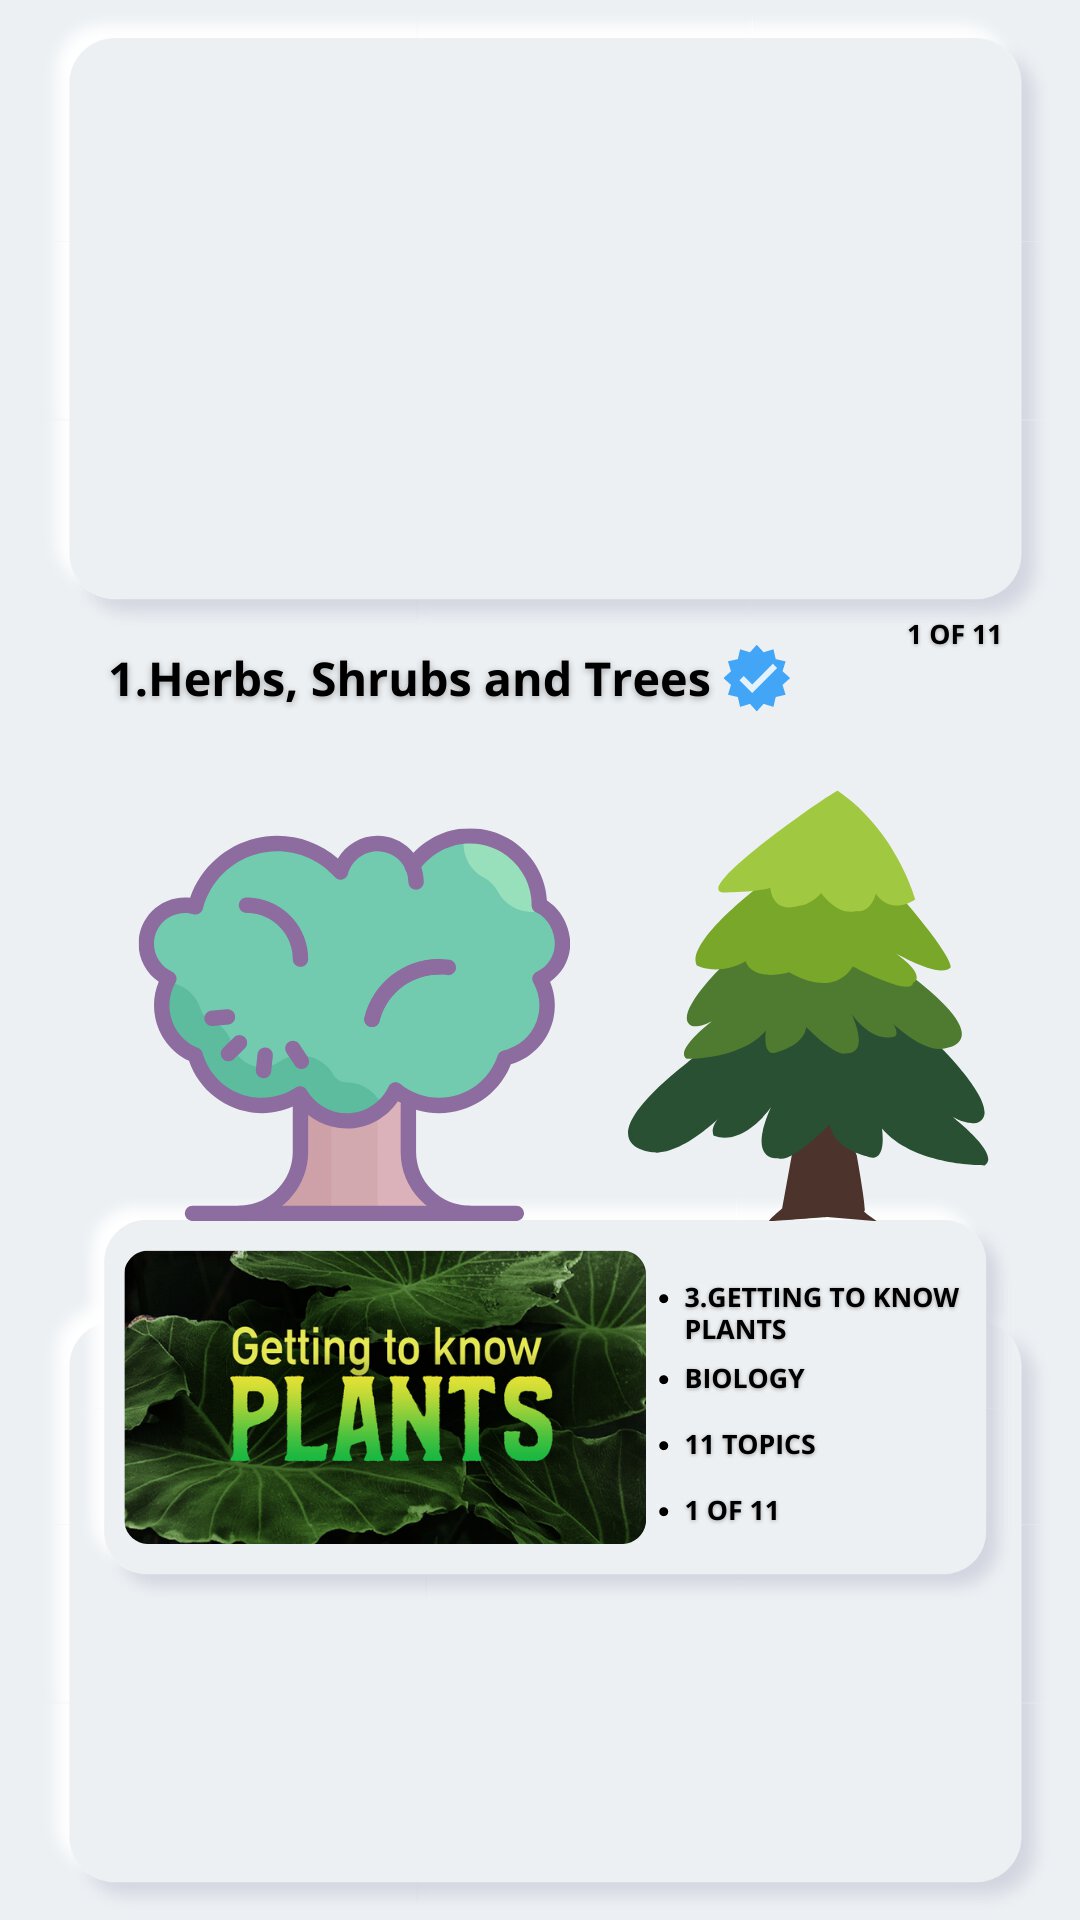 1 OF 11
1.Herbs, Shrubs and Trees
Getting to know
PLANTS
• 3.GETTING TO KNOW
PLANTS
• BIOLOGY
• 11 TOPICS
• 1 OF 11